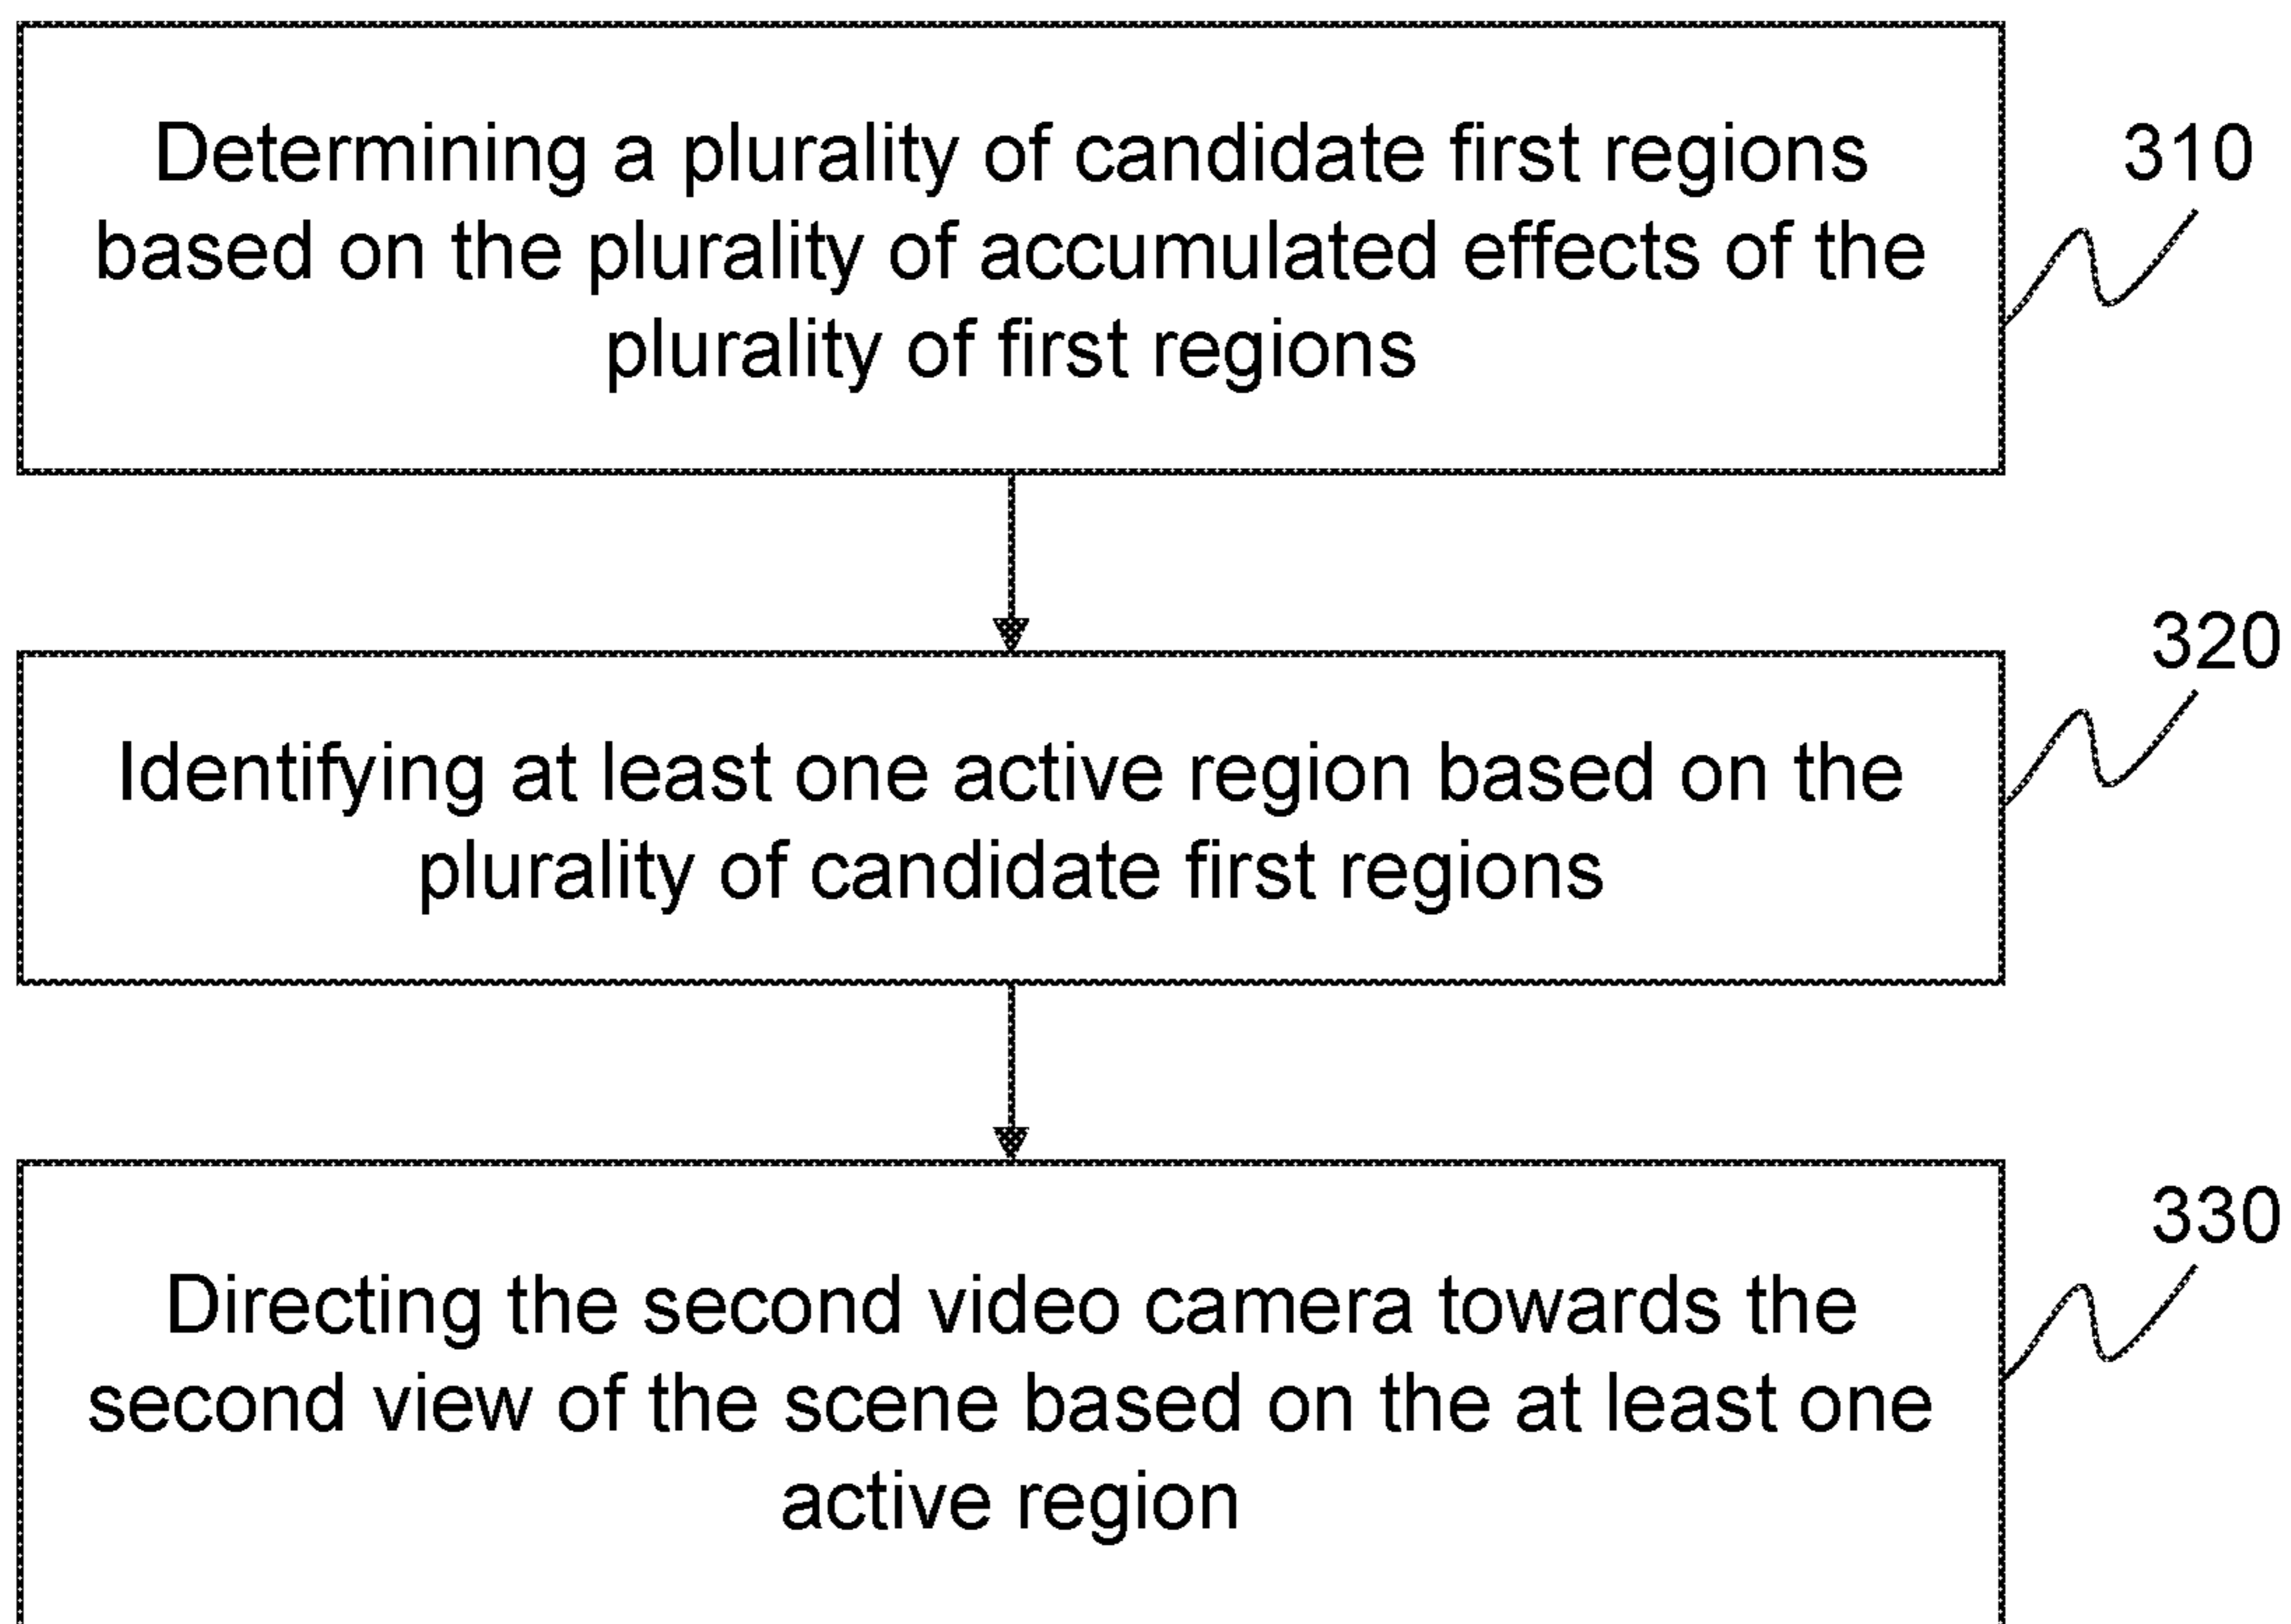 Determining a plurality of candidate first regions
based on the plurality of accumulated effects of the
plurality of first regions
310
Identifying at least one active region based on the
plurality of candidate first regions
320
Directing the second video camera towards the
second view of the scene based on the at least one
active region
330